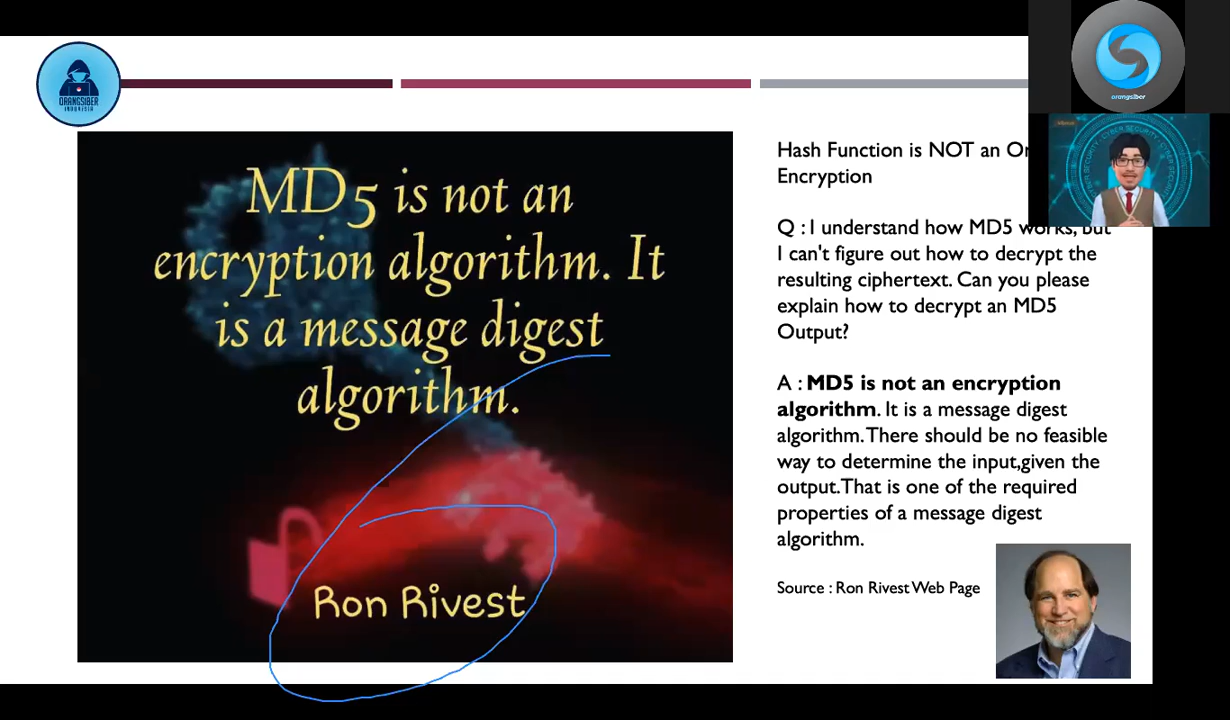 ORANGSIBER
INDONESIA
MD5 is not an
encryption algorithm. It
is a message digest
algorithm.
Ron Rivest
Hash Function is NOT an
Encryption
Q : I understand how MD5 works, but
I can't figure out how to decrypt the
resulting ciphertext. Can you please
explain how to decrypt an MD5
Output?
A : MD5 is not an encryption
algorithm. It is a message digest
algorithm.There should be no feasible
way to determine the input,given the
output.That is one of the required
properties of a message digest
algorithm.
Source : Ron Rivest Web Page
orangsiber
CYBER SECURITY